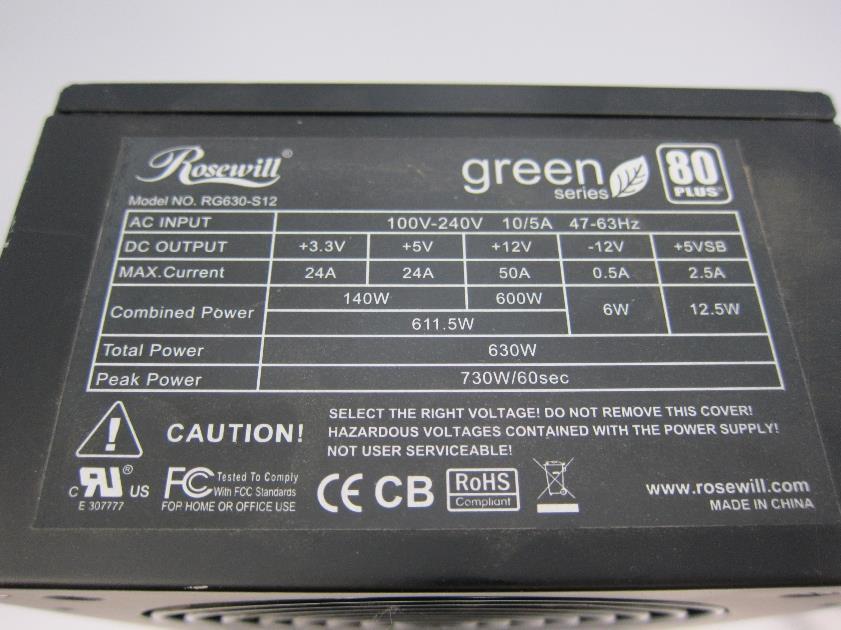 Rosewill®
green
series
80
PLUS®
Model NO. RG630-S12
AC INPUT 100V-240V 10/5A 47-63Hz
DC OUTPUT +3.3V +5V +12V -12V +5VSB
MAX.Current 24A 24A 50A 0.5A 2.5A
Combined Power 140W 600W 6W 12.5W
611.5W
Total Power 630W
Peak Power 730W/60sec
CAUTION!
SELECT THE RIGHT VOLTAGE! DO NOT REMOVE THIS COVER!
HAZARDOUS VOLTAGES CONTAINED WITH THE POWER SUPPLY!
NOT USER SERVICEABLE!
C RU® US
E 307777
FC Tested To Comply
With FCC Standards
FOR HOME OR OFFICE USE
CE CB
RoHS
Compliant
www.rosewill.com
MADE IN CHINA